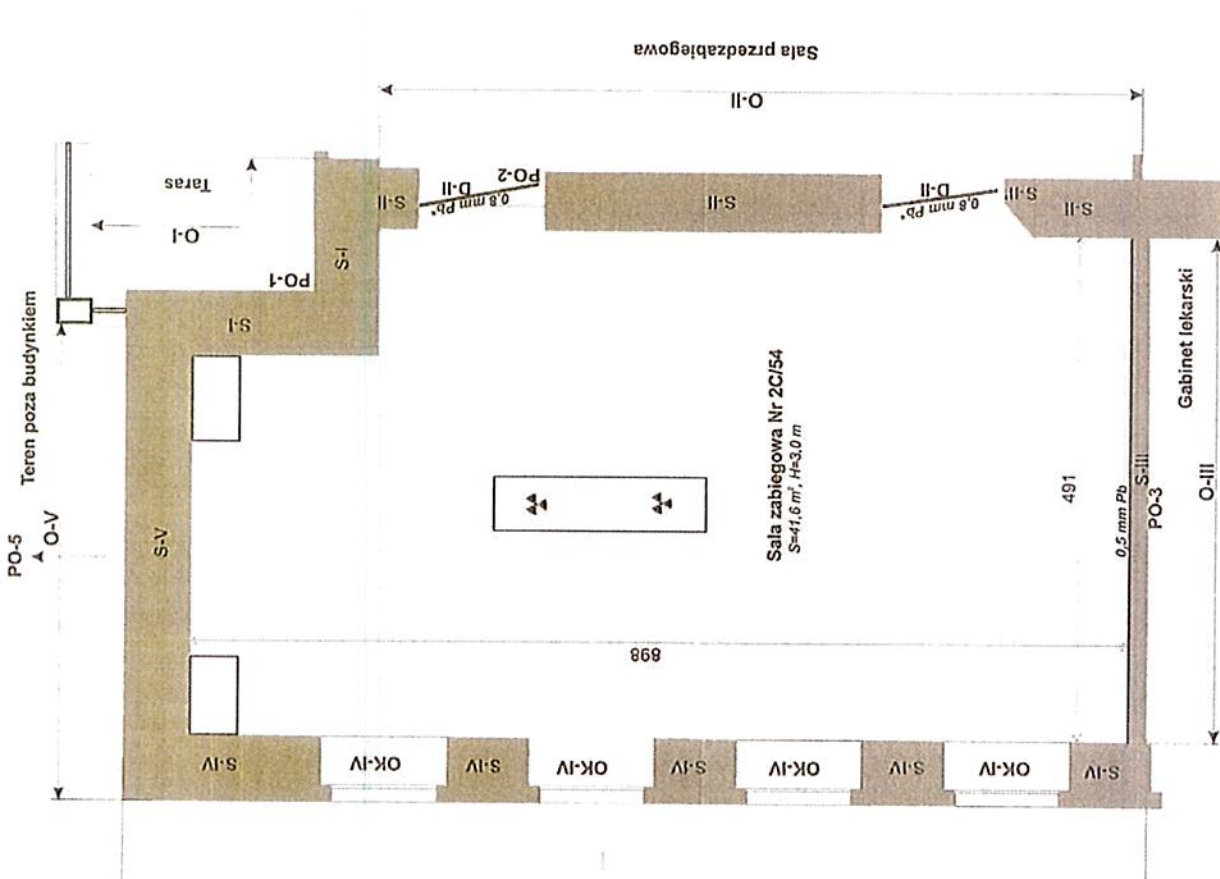 Sala przedzabiegowa
O-II
Taras
O-I
PO-1
S-I
S-I
Teren poza budynkiem
PO-5
O-V
S-V
S-II
0,8 mm Pb*
D-II
PO-2
S-II
0,8 mm Pb*
D-II
S-III
S-II
Sala zabiegowa Nr 2C/54
S=41,6 m², H=3,0 m
491
898
0,5 mm Pb
S-III
PO-3
Gabinet lekarski
O-III
S-IV
OK-IV
S-IV
OK-IV
S-IV
OK-IV
S-IV
OK-IV
S-IV